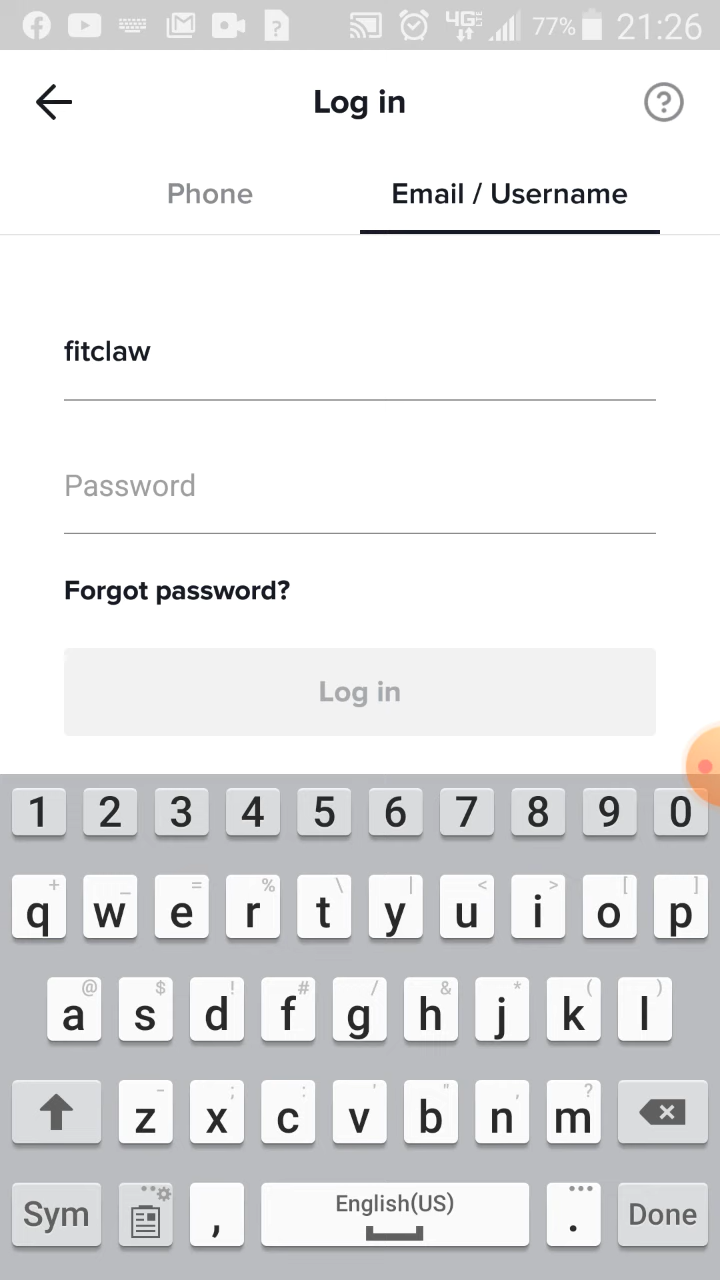 77% 21:26
Log in
Phone Email / Username
fitclaw
Password
Forgot password?
Log in
1 2 3 4 5 6 7 8 9 0
+ _ = % \ | < > [ ]
q w e r t y u i o p
@ $ ! # / & * ( )
a s d f g h j k l
- ; : ' " , ?
z x c v b n m
Sym , English(US) . Done